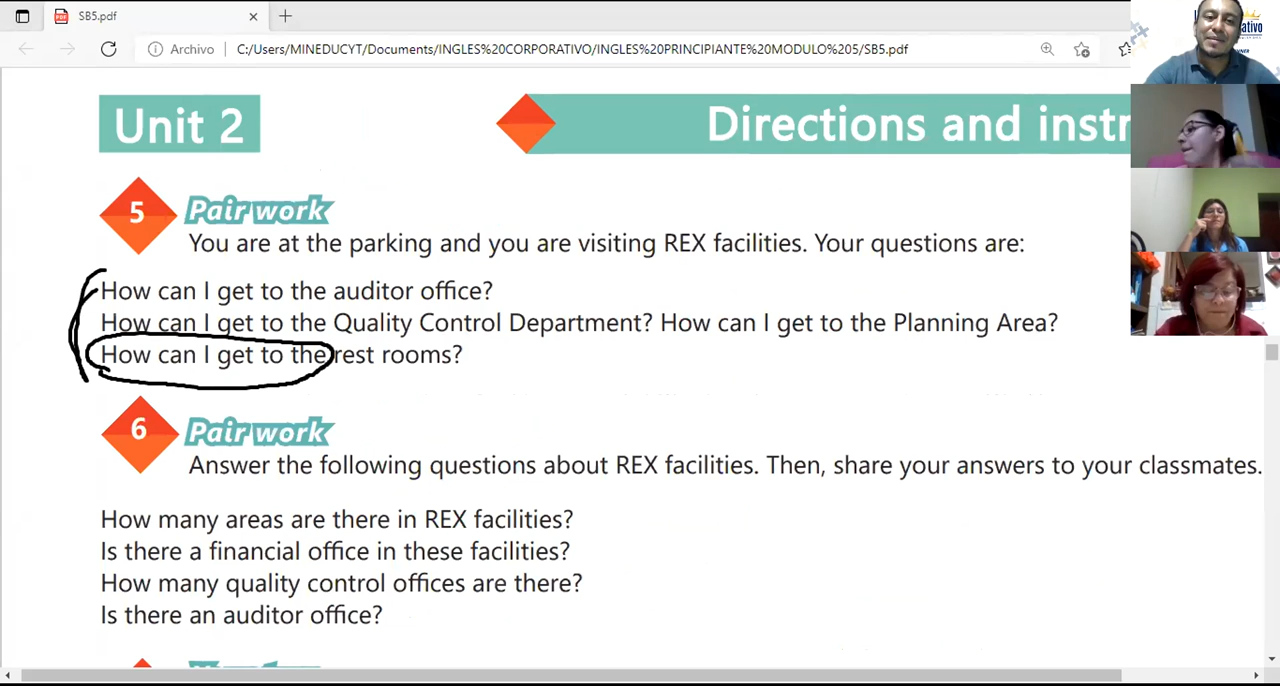 SB5.pdf
Archivo
C:/Users/MINEDUCYT/Documents/INGLES%20CORPORATIVO/INGLES%20PRINCIPIANTE%20MODULO%205/SB5.pdf
Unit 2
Directions and instr
5
Pair work
You are at the parking and you are visiting REX facilities. Your questions are:
How can I get to the auditor office?
How can I get to the Quality Control Department? How can I get to the Planning Area?
How can I get to the rest rooms?
6
Pair work
Answer the following questions about REX facilities. Then, share your answers to your classmates.
How many areas are there in REX facilities?
Is there a financial office in these facilities?
How many quality control offices are there?
Is there an auditor office?